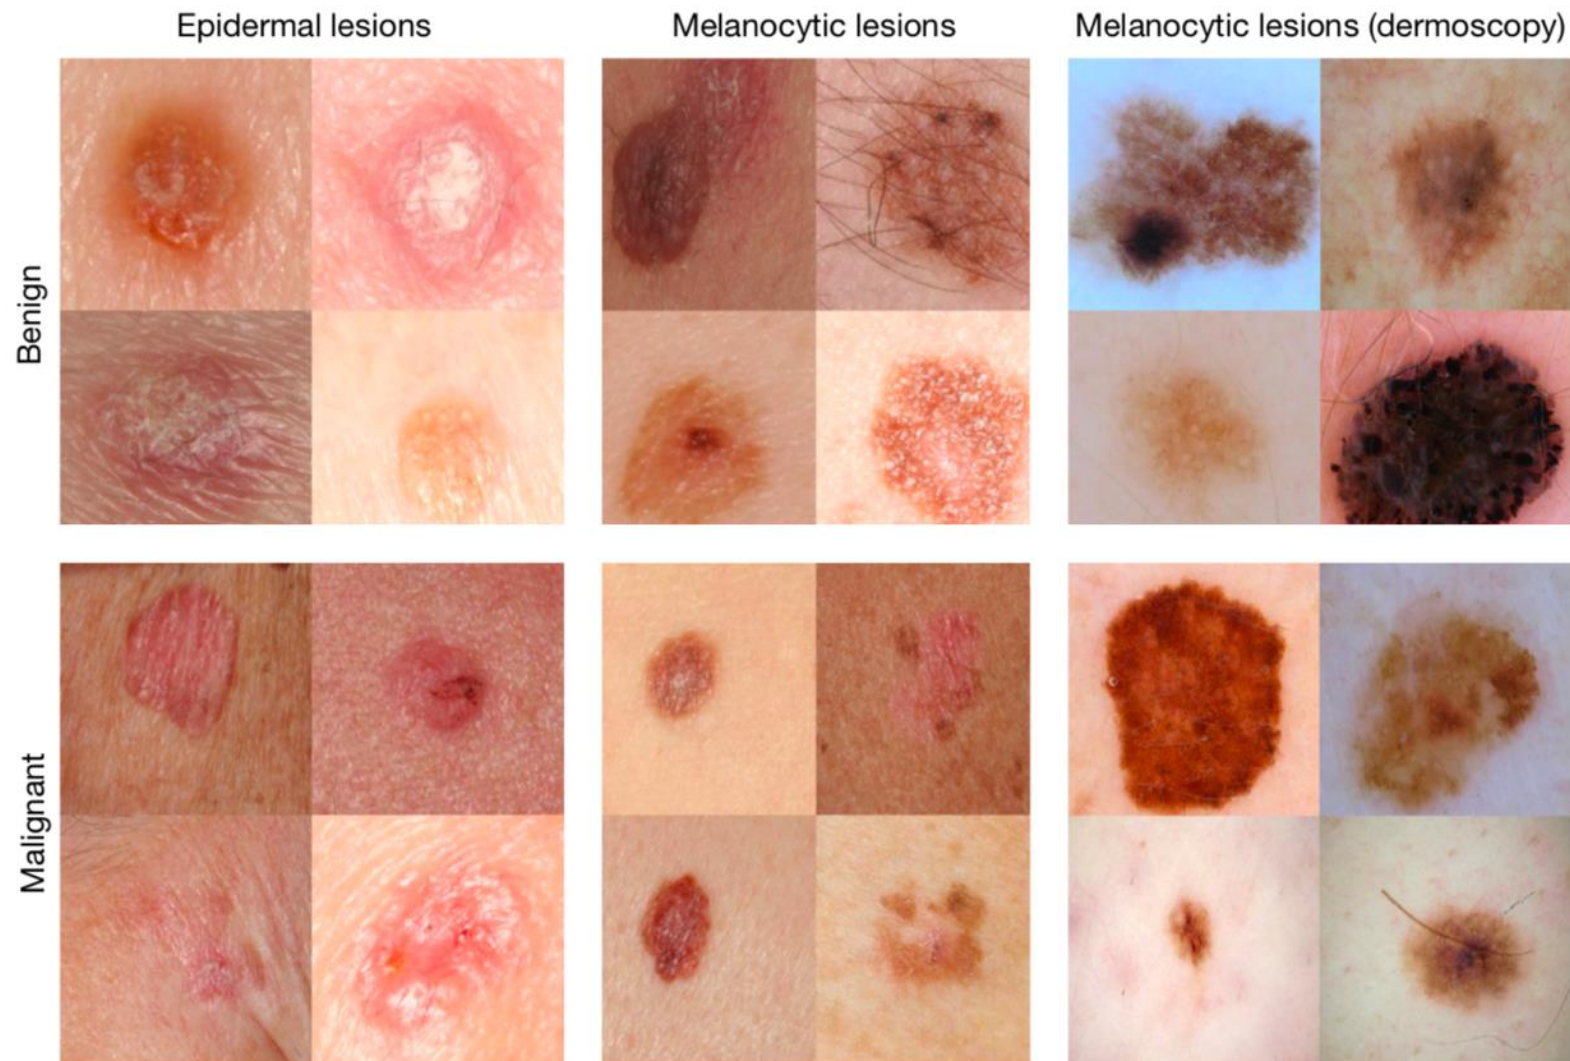 Epidermal lesions
Melanocytic lesions
Melanocytic lesions (dermoscopy)
Benign
Malignant